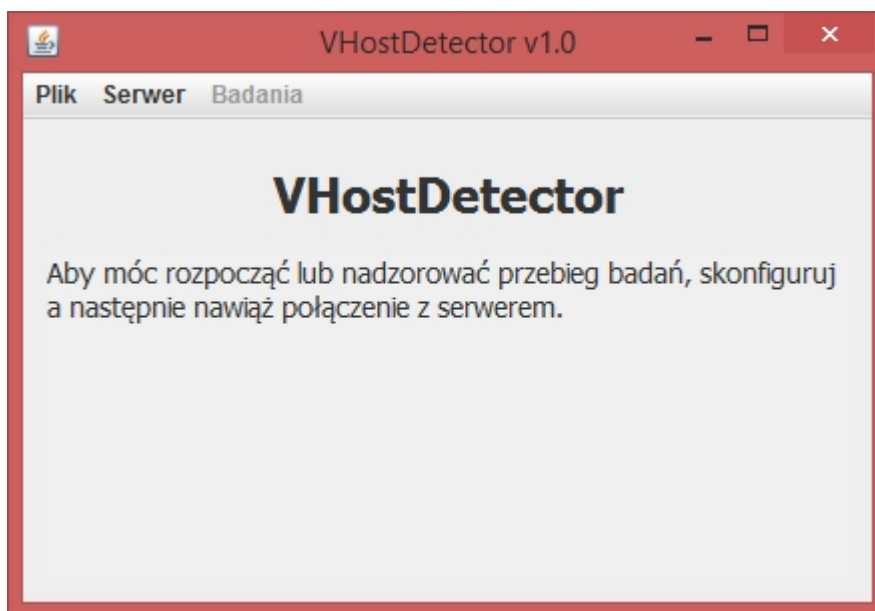 VHostDetector v1.0
Plik Serwer Badania
VHostDetector
Aby móc rozpocząć lub nadzorować przebieg badań, skonfiguruj
a następnie nawiąż połączenie z serwerem.